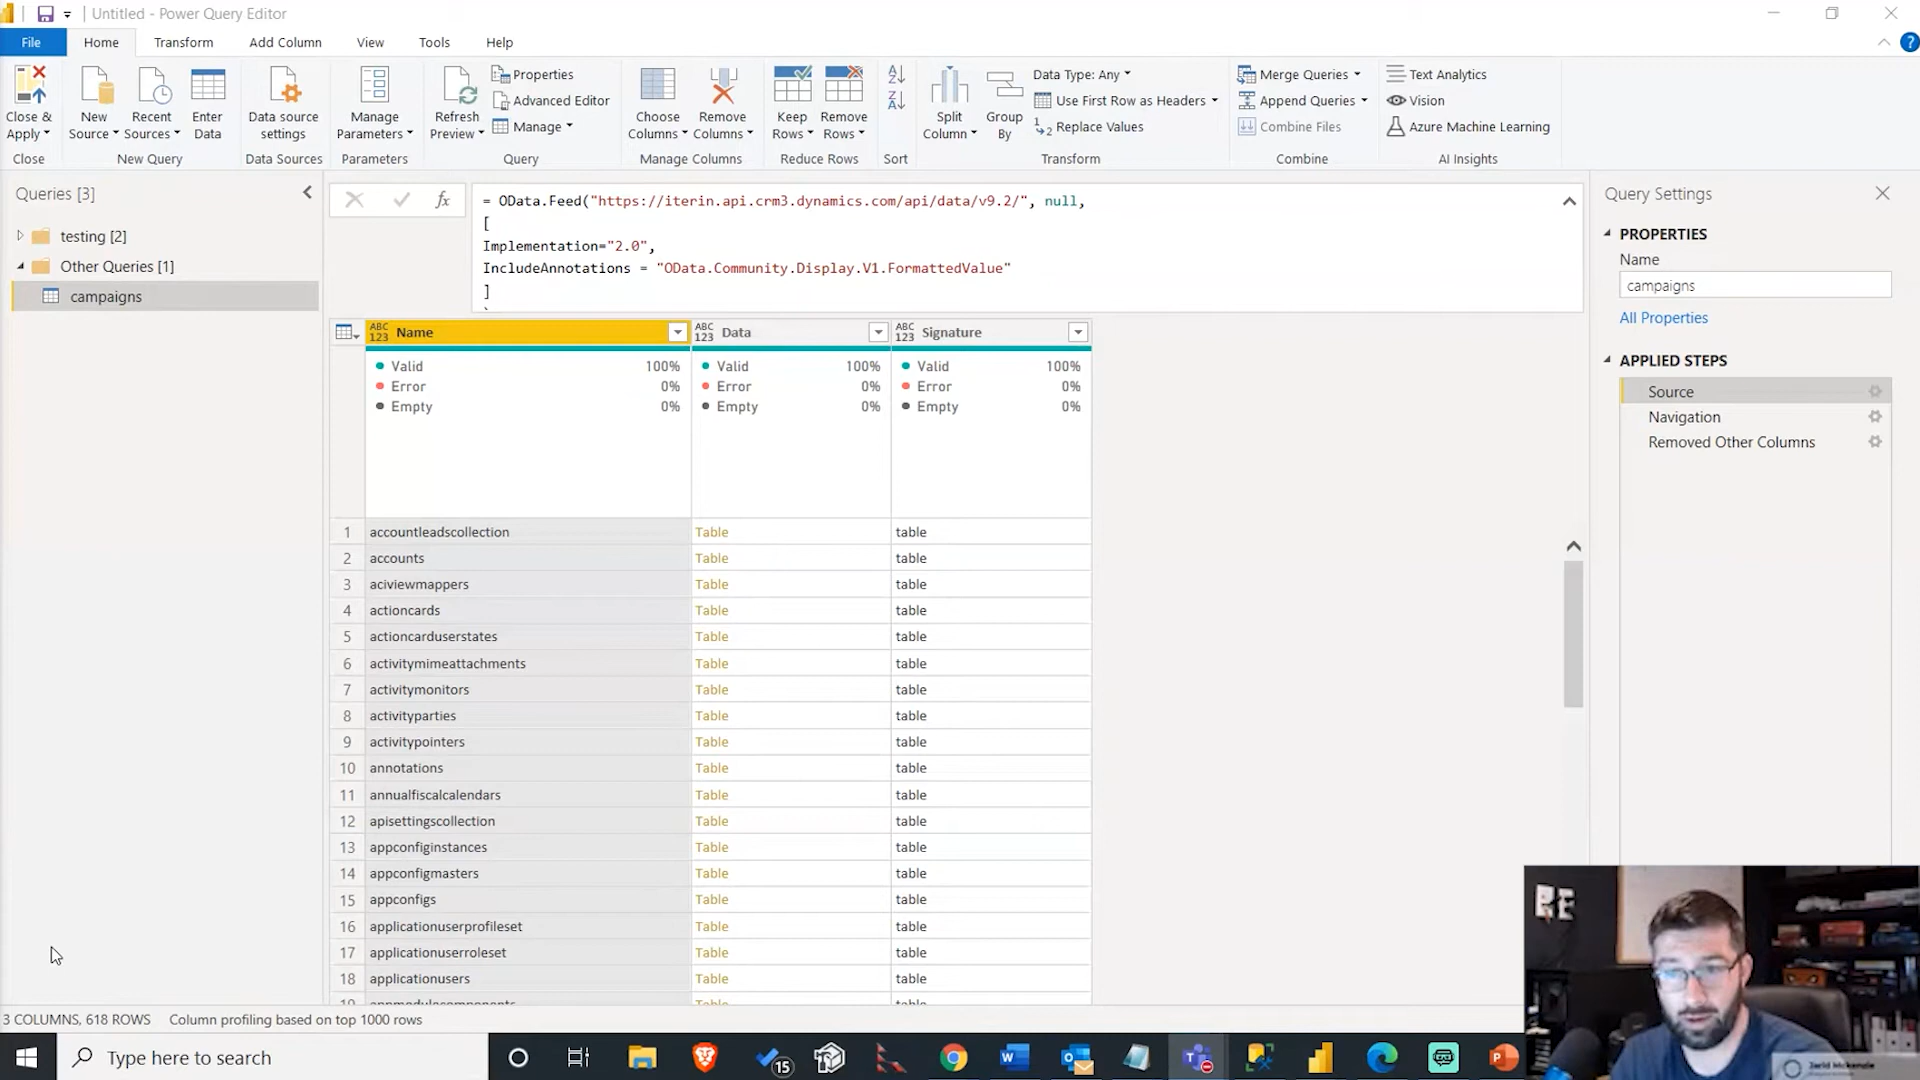 Untitled - Power Query Editor
File Home Transform Add Column View Tools Help
Close & Apply
Close
New Source
Recent Sources
Enter Data
New Query
Data source settings
Data Sources
Manage Parameters
Parameters
Refresh Preview
Properties
Advanced Editor
Manage
Query
Choose Columns
Remove Columns
Manage Columns
Keep Rows
Remove Rows
Reduce Rows
Sort
Split Column
Group By
Data Type: Any
Use First Row as Headers
Replace Values
Transform
Merge Queries
Append Queries
Combine Files
Combine
Text Analytics
Vision
Azure Machine Learning
AI Insights
Queries [3]
testing [2]
Other Queries [1]
campaigns
fx
= OData.Feed("https://iterin.api.crm3.dynamics.com/api/data/v9.2/", null,
[
Implementation="2.0",
IncludeAnnotations = "OData.Community.Display.V1.FormattedValue"
]
ABC 123 Name ABC 123 Data ABC 123 Signature
Valid 100% Valid 100% Valid 100%
Error 0% Error 0% Error 0%
Empty 0% Empty 0% Empty 0%
1 accountleadscollection Table table
2 accounts Table table
3 aciviewmappers Table table
4 actioncards Table table
5 actioncarduserstates Table table
6 activitymimeattachments Table table
7 activitymonitors Table table
8 activityparties Table table
9 activitypointers Table table
10 annotations Table table
11 annualfiscalcalendars Table table
12 apisettingscollection Table table
13 appconfiginstances Table table
14 appconfigmasters Table table
15 appconfigs Table table
16 applicationuserprofileset Table table
17 applicationuserroleset Table table
18 applicationusers Table table
Query Settings
PROPERTIES
Name
campaigns
All Properties
APPLIED STEPS
Source
Navigation
Removed Other Columns
3 COLUMNS, 618 ROWS Column profiling based on top 1000 rows
Type here to search
15